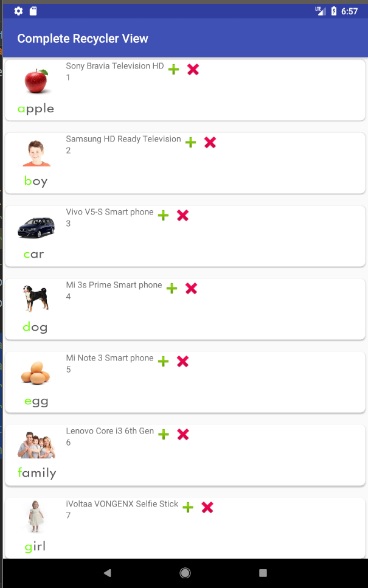 6:57
Complete Recycler View
Sony Bravia Television HD
1
apple
Samsung HD Ready Television
2
boy
Vivo V5-S Smart phone
3
car
Mi 3s Prime Smart phone
4
dog
Mi Note 3 Smart phone
5
egg
Lenovo Core i3 6th Gen
6
family
iVoltaa VONGENX Selfie Stick
7
girl